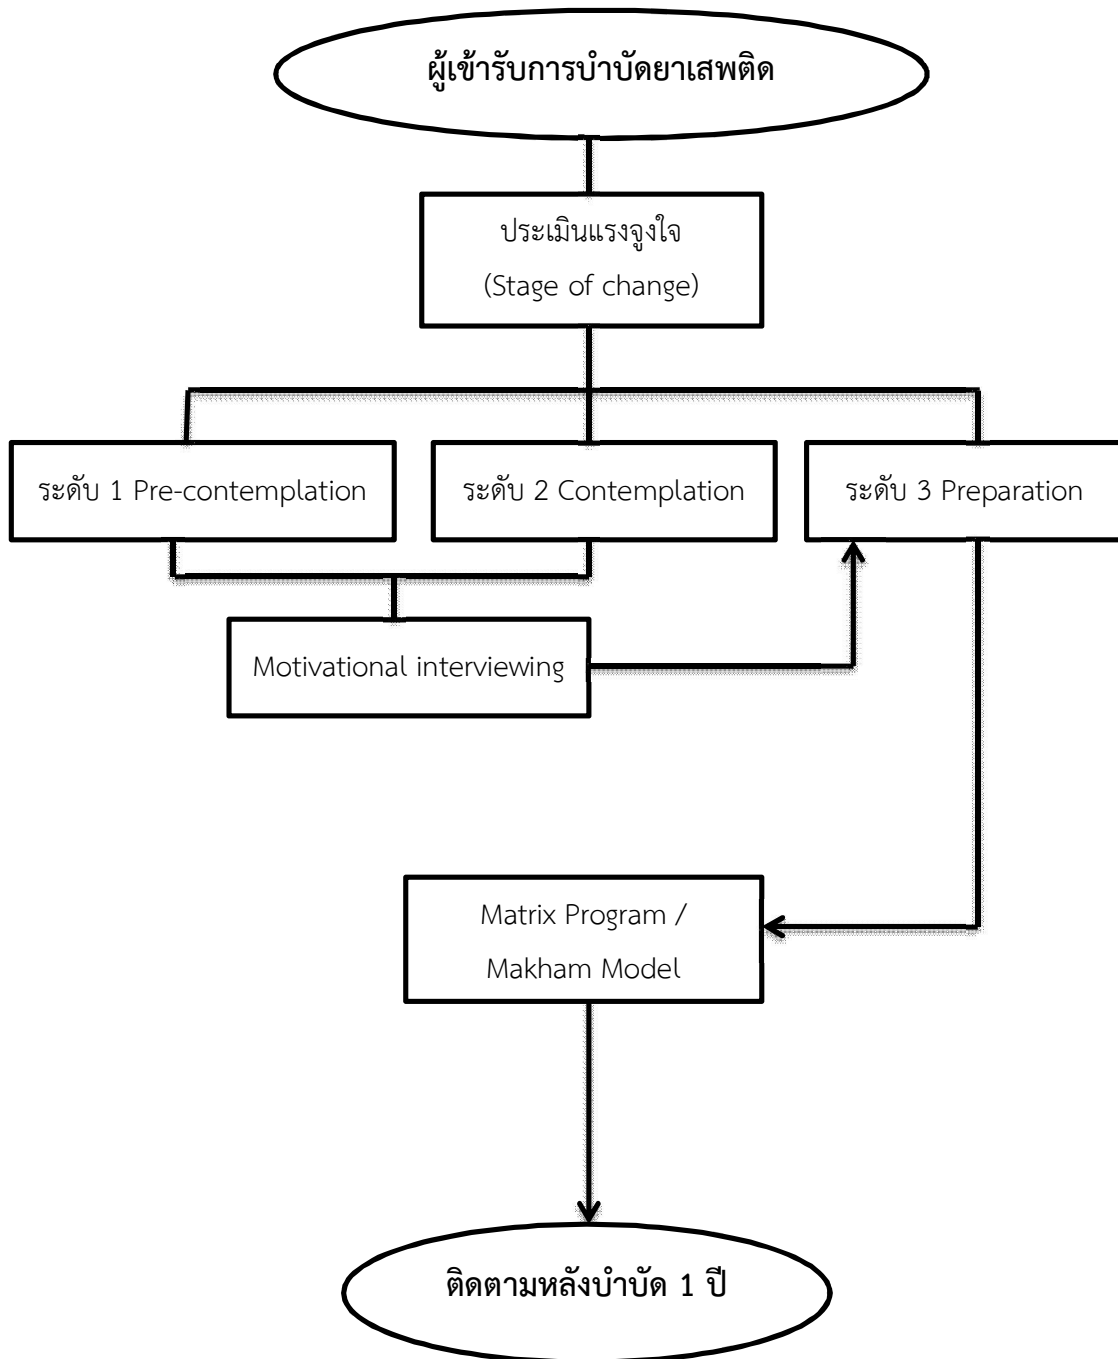 ผู้เข้ารับการบำบัดยาเสพติด
ประเมินแรงจูงใจ
(Stage of change)
ระดับ 1 Pre-contemplation
ระดับ 2 Contemplation
ระดับ 3 Preparation
Motivational interviewing
Matrix Program /
Makham Model
ติดตามหลังบำบัด 1 ปี